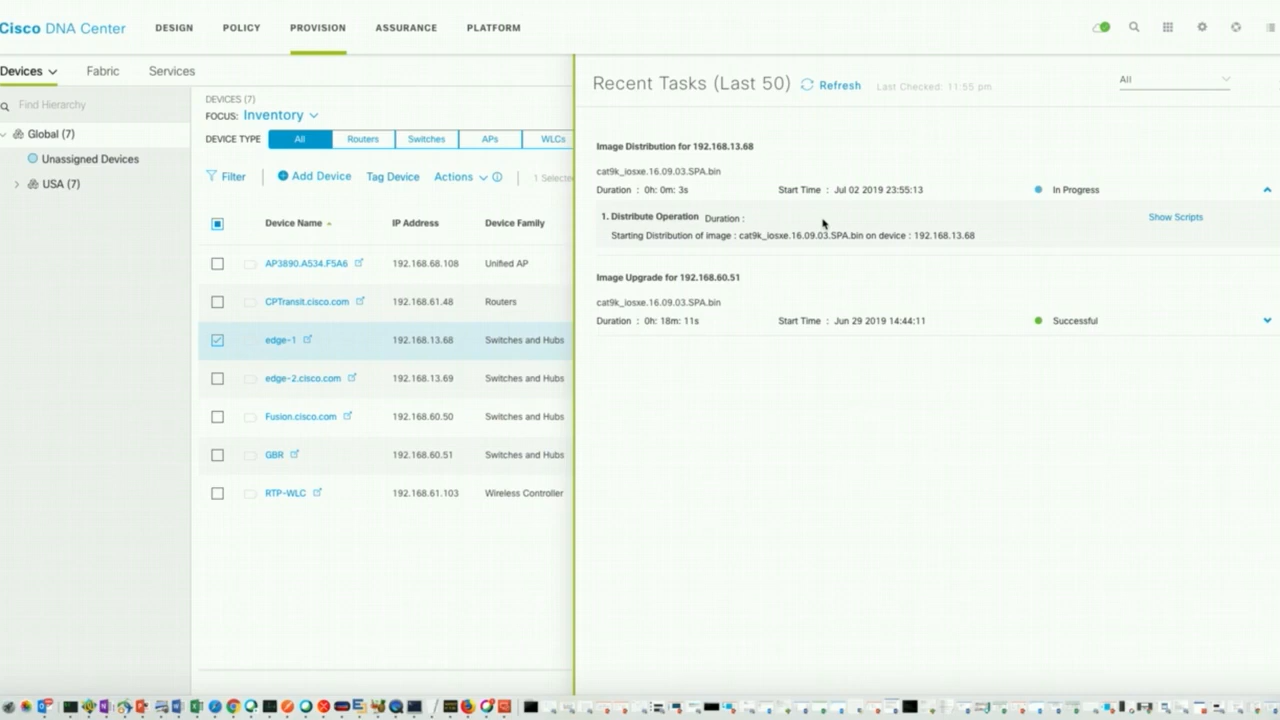 Cisco DNA Center DESIGN POLICY PROVISION ASSURANCE PLATFORM
Devices Fabric Services
Find Hierarchy
Global (7)
Unassigned Devices
USA (7)
DEVICES (7)
FOCUS: Inventory
DEVICE TYPE All Routers Switches APs WLCs
Filter Add Device Tag Device Actions 1 Selected
Device Name IP Address Device Family
AP3890.A534.F5A6 192.168.68.108 Unified AP
CPTransit.cisco.com 192.168.61.48 Routers
edge-1 192.168.13.68 Switches and Hubs
edge-2.cisco.com 192.168.13.69 Switches and Hubs
Fusion.cisco.com 192.168.60.50 Switches and Hubs
GBR 192.168.60.51 Switches and Hubs
RTP-WLC 192.168.61.103 Wireless Controller
Recent Tasks (Last 50) Refresh Last Checked: 11:55 pm All
Image Distribution for 192.168.13.68
cat9k_iosxe.16.09.03.SPA.bin
Duration : 0h: 0m: 3s Start Time : Jul 02 2019 23:55:13 In Progress
1. Distribute Operation Duration : Show Scripts
Starting Distribution of image : cat9k_iosxe.16.09.03.SPA.bin on device : 192.168.13.68
Image Upgrade for 192.168.60.51
cat9k_iosxe.16.09.03.SPA.bin
Duration : 0h: 18m: 11s Start Time : Jun 29 2019 14:44:11 Successful